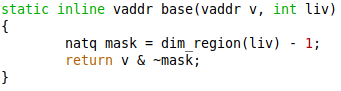 static inline vaddr base(vaddr v, int liv)
{
        natq mask = dim_region(liv) - 1;
        return v & ~mask;
}